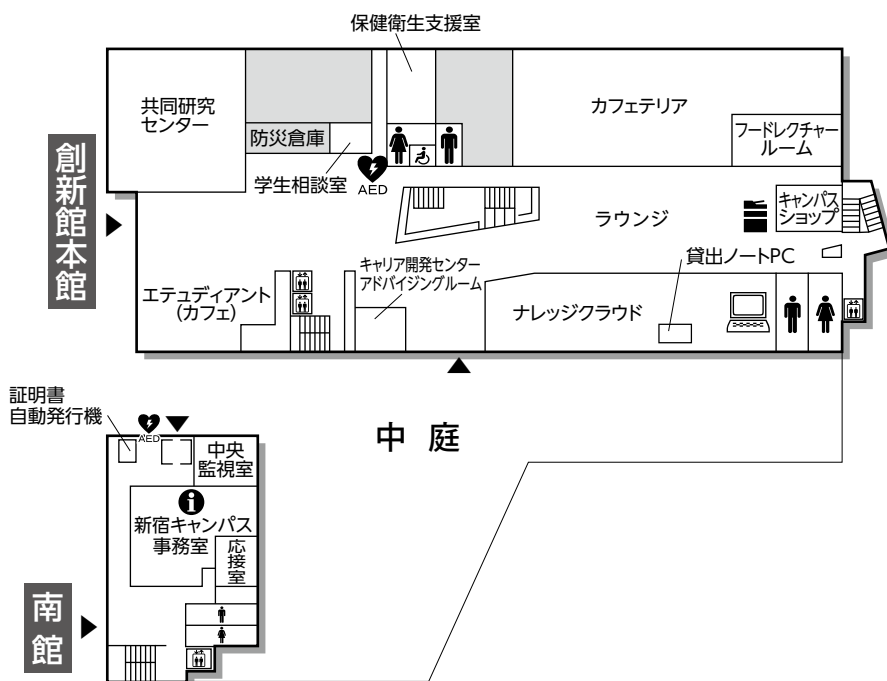 保健衛生支援室
共同研究
センター
カフェテリア
防災倉庫
フードレクチャー
ルーム
学生相談室
AED
創新館本館
キャンパス
ショップ
ラウンジ
貸出ノートPC
キャリア開発センター
アドバイジングルーム
エテュディアント
(カフェ)
ナレッジクラウド
証明書
自動発行機
AED
中庭
中央
監視室
新宿キャンパス
事務室
応接室
南館